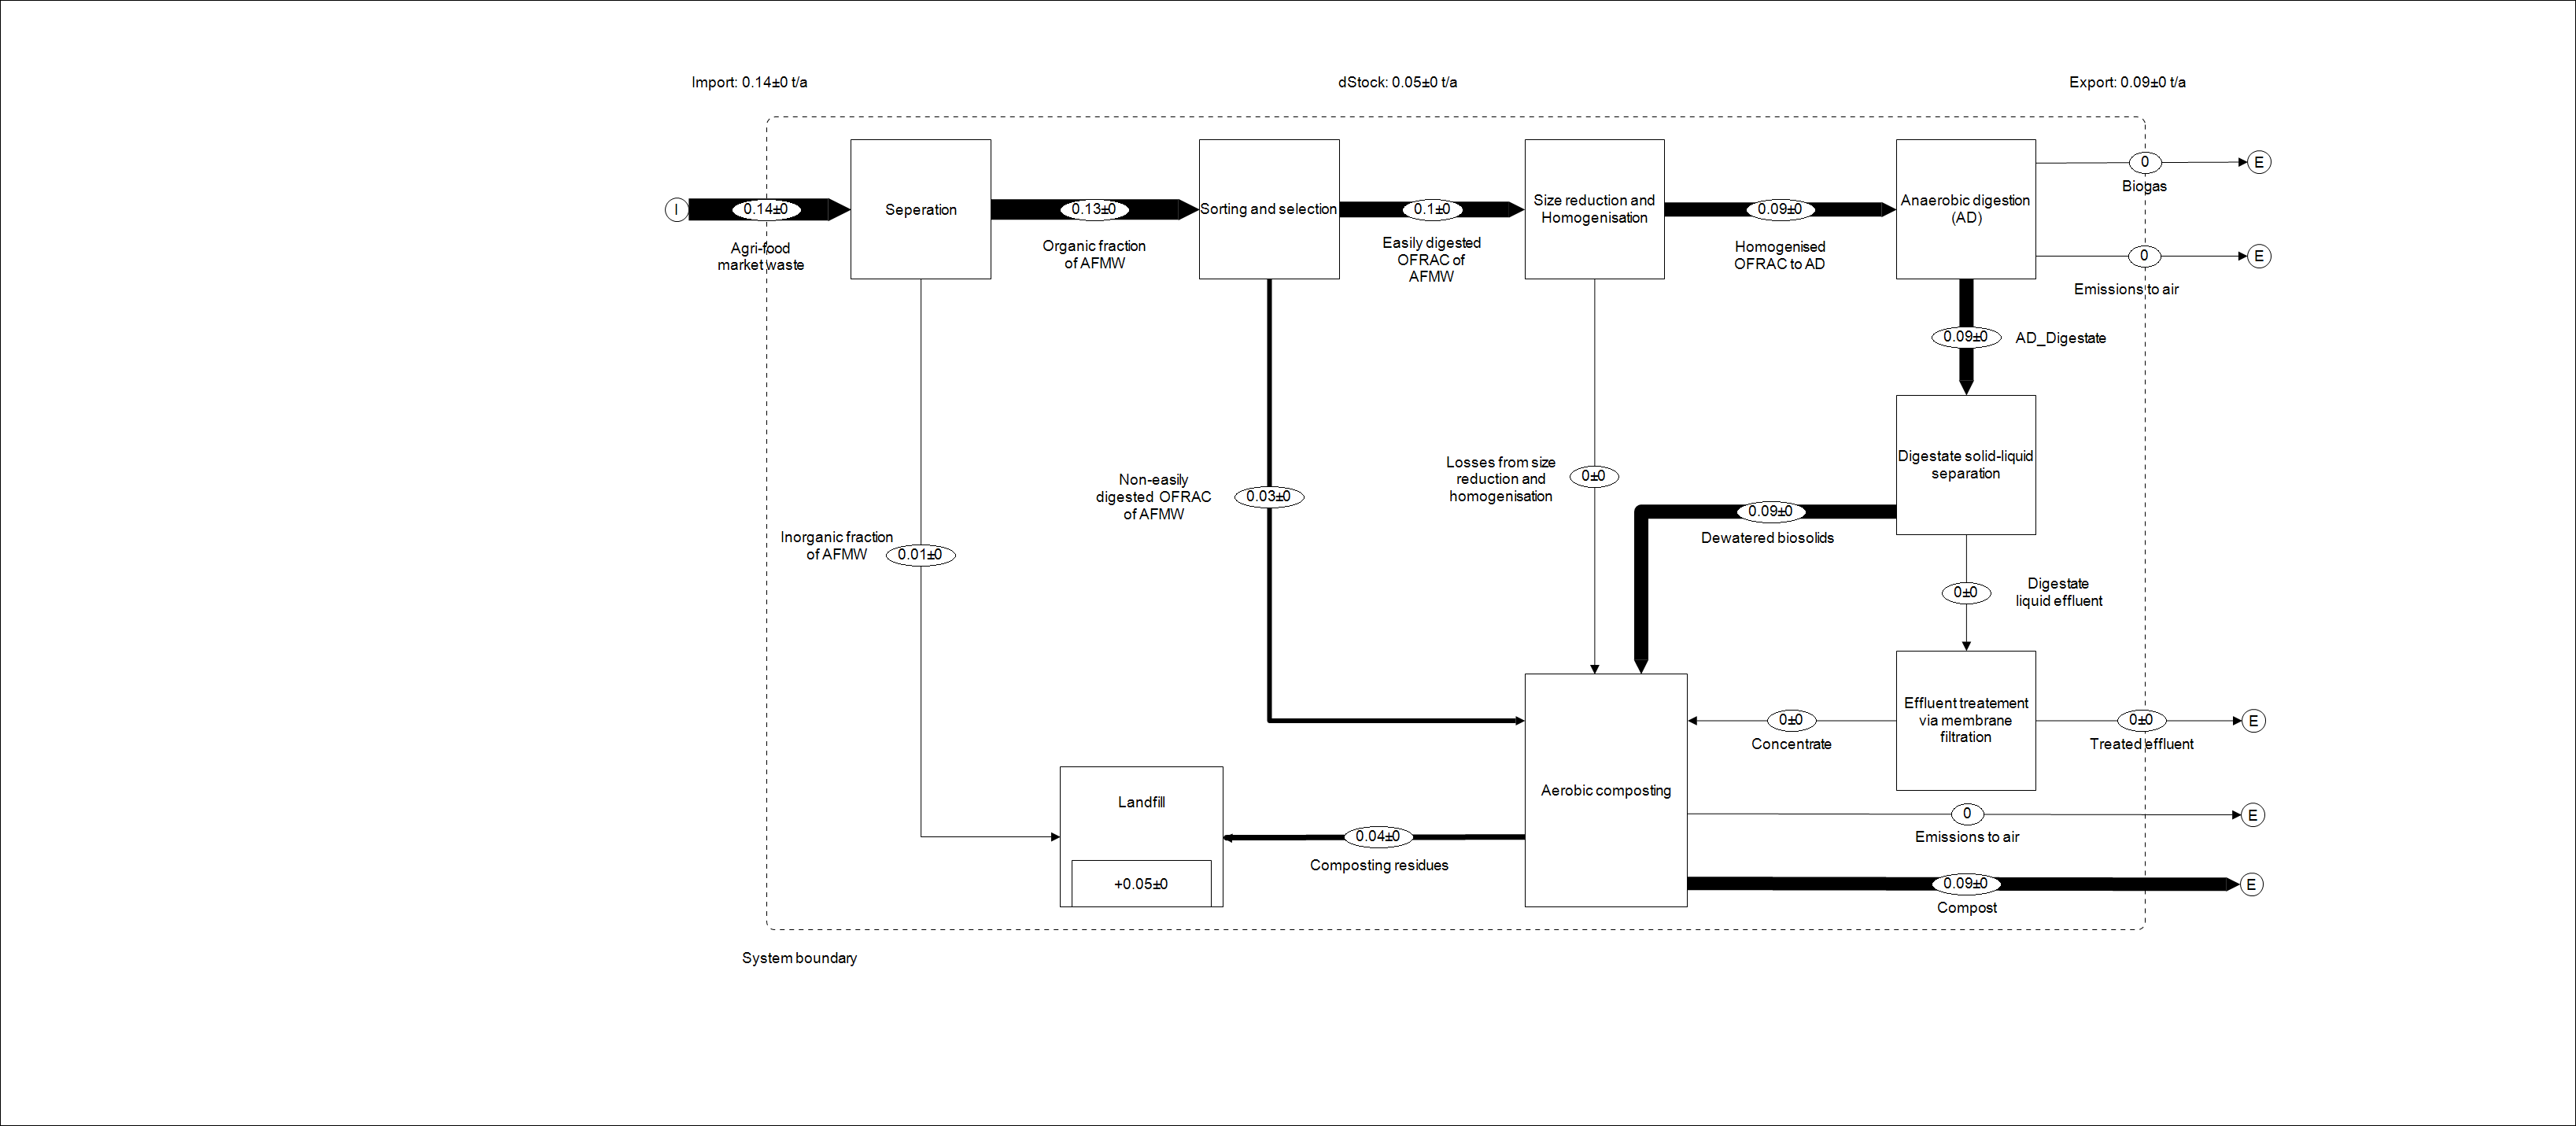 Import: 0.14±0 t/a
dStock: 0.05±0 t/a
Export: 0.09±0 t/a
I
0.14±0
Agri-food
market waste
Seperation
0.13±0
Organic fraction
of AFMW
Sorting and selection
0.1±0
Easily digested
OFRAC of
AFMW
Size reduction and
Homogenisation
0.09±0
Homogenised
OFRAC to AD
Anaerobic digestion
(AD)
0
E
Biogas
0
E
Emissions to air
0.09±0
AD_Digestate
Digestate solid-liquid
separation
Losses from size
reduction and
homogenisation
0±0
Non-easily
digested OFRAC
of AFMW
0.03±0
0.09±0
Dewatered biosolids
Inorganic fraction
of AFMW
0.01±0
0±0
Digestate
liquid effluent
Effluent treatement
via membrane
filtration
0±0
Concentrate
0±0
E
Treated effluent
Aerobic composting
Landfill
+0.05±0
0.04±0
Composting residues
0
E
Emissions to air
0.09±0
E
Compost
System boundary